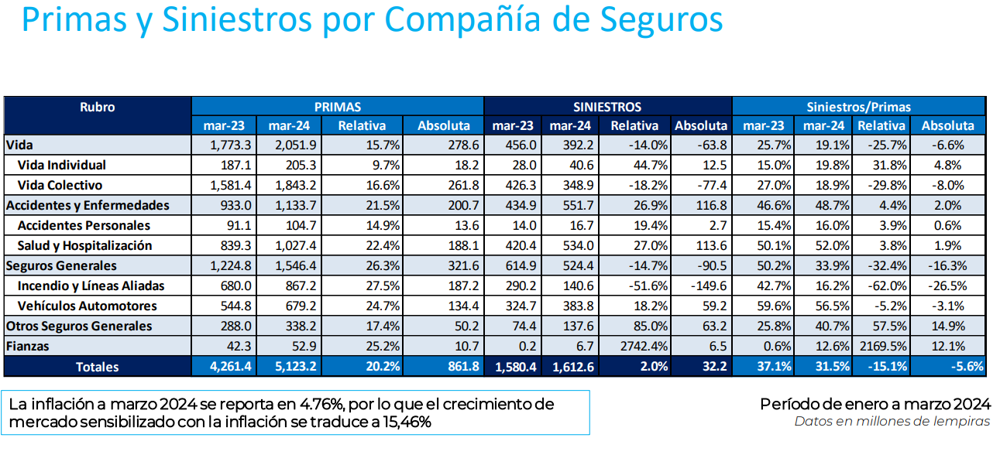 Primas y Siniestros por Compañía de Seguros
Rubro PRIMAS SINIESTROS Siniestros/Primas
mar-23 mar-24 Relativa Absoluta mar-23 mar-24 Relativa Absoluta mar-23 mar-24 Relativa Absoluta
Vida 1,773.3 2,051.9 15.7% 278.6 456.0 392.2 -14.0% -63.8 25.7% 19.1% -25.7% -6.6%
Vida Individual 187.1 205.3 9.7% 18.2 28.0 40.6 44.7% 12.5 15.0% 19.8% 31.8% 4.8%
Vida Colectivo 1,581.4 1,843.2 16.6% 261.8 426.3 348.9 -18.2% -77.4 27.0% 18.9% -29.8% -8.0%
Accidentes y Enfermedades 933.0 1,133.7 21.5% 200.7 434.9 551.7 26.9% 116.8 46.6% 48.7% 4.4% 2.0%
Accidentes Personales 91.1 104.7 14.9% 13.6 14.0 16.7 19.4% 2.7 15.4% 16.0% 3.9% 0.6%
Salud y Hospitalización 839.3 1,027.4 22.4% 188.1 420.4 534.0 27.0% 113.6 50.1% 52.0% 3.8% 1.9%
Seguros Generales 1,224.8 1,546.4 26.3% 321.6 614.9 524.4 -14.7% -90.5 50.2% 33.9% -32.4% -16.3%
Incendio y Líneas Aliadas 680.0 867.2 27.5% 187.2 290.2 140.6 -51.6% -149.6 42.7% 16.2% -62.0% -26.5%
Vehículos Automotores 544.8 679.2 24.7% 134.4 324.7 383.8 18.2% 59.2 59.6% 56.5% -5.2% -3.1%
Otros Seguros Generales 288.0 338.2 17.4% 50.2 74.4 137.6 85.0% 63.2 25.8% 40.7% 57.5% 14.9%
Fianzas 42.3 52.9 25.2% 10.7 0.2 6.7 2742.4% 6.5 0.6% 12.6% 2169.5% 12.1%
Totales 4,261.4 5,123.2 20.2% 861.8 1,580.4 1,612.6 2.0% 32.2 37.1% 31.5% -15.1% -5.6%
La inflación a marzo 2024 se reporta en 4.76%, por lo que el crecimiento de
mercado sensibilizado con la inflación se traduce a 15,46%
Período de enero a marzo 2024
Datos en millones de lempiras